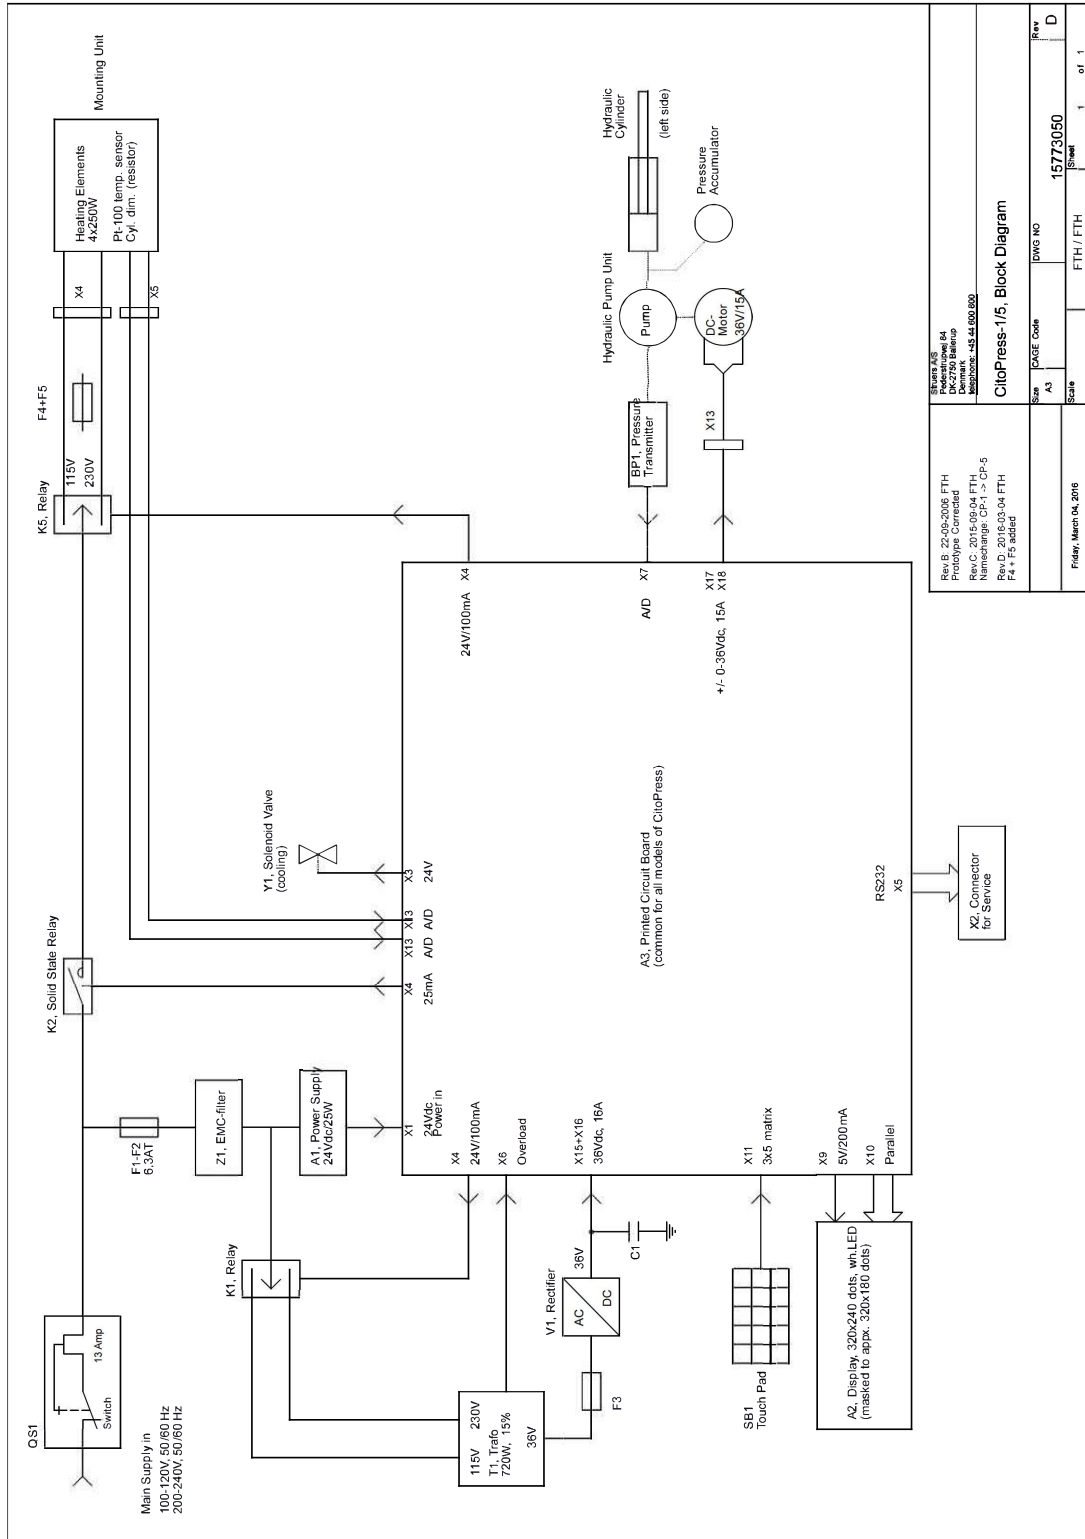 QS1
13 Amp
Switch
Main Supply in
100-120V, 50/60 Hz
200-240V, 50/60 Hz
F1-F2
6,3AT
Z1, EMC-filter
A1, Power Supply
24Vdc/25W
K1, Relay
K2, Solid State Relay
Y1, Solenoid Valve
(cooling)
K5, Relay
115V
230V
F4+F5
X4
X5
Mounting Unit
Heating Elements
4x250W
Pt-100 temp. sensor
Cyl. dim. (resistor)
115V 230V
T1, Trafo
720W, 15%
36V
F3
V1, Rectifier
AC
DC
36V
C1
SB1
Touch Pad
A2, Display, 320x240 dots, wh.LED
(masked to appx. 320x180 dots)
X1
24Vdc
Power in
X4
25mA
X13
A/D
X13
A/D
X3
24V
X4
24V/100mA
X6
Overload
X15+X16
36Vdc, 16A
X11
3x5 matrix
X9
5V/200mA
X10
Parallel
A3, Printed Circuit Board
(common for all models of CitoPress)
RS232
X5
X2, Connector
for Service
24V/100mA
X4
A/D
X7
+/- 0-36Vdc, 15A
X17
X18
X13
BP1, Pressure
Transmitter
Hydraulic Pump Unit
Pump
DC-
Motor
36V/15A
Hydraulic
Cylinder
(left side)
Pressure
Accumulator
Rev.B: 22-09-2006 FTH
Prototype Corrected
Rev.C: 2015-09-04 FTH
Namechange: CP-1 -> CP-5
Rev.D: 2016-03-04 FTH
F4 + F5 added
Friday, March 04, 2016
Struers A/S
Pederstrupvej 84
DK-2750 Ballerup
Denmark
telephone: +45 44 600 800
CitoPress-1/5, Block Diagram
Size
A3
CAGE Code
DWG NO
15773050
Rev
D
Scale
FTH / FTH
Sheet
1 of 1